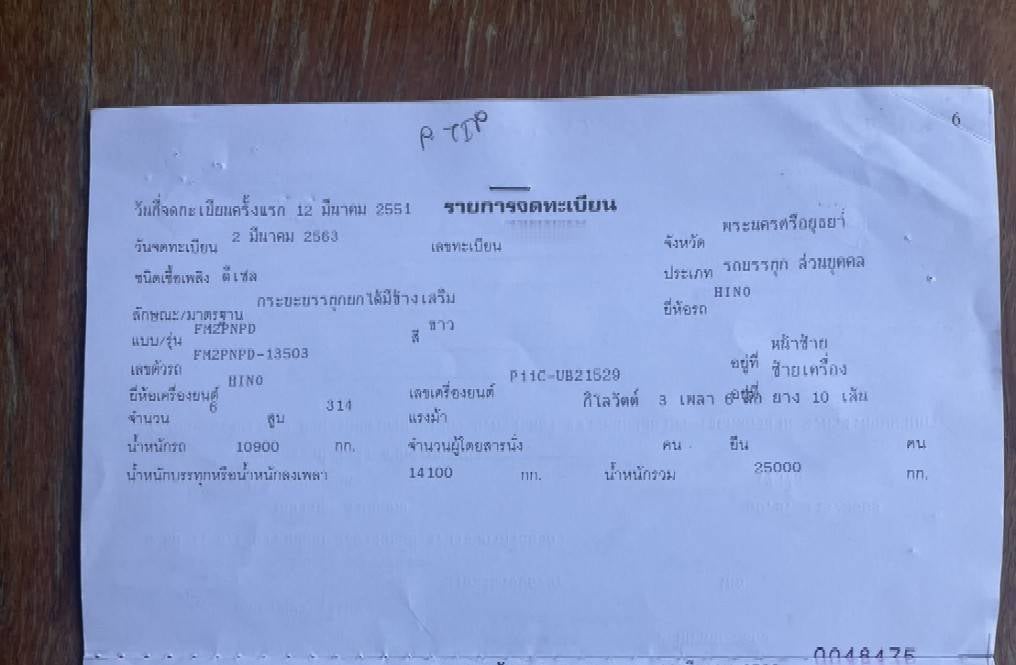 6
วันที่จดทะเบียนครั้งแรก 12 มีนาคม 2551 รายการจดทะเบียน
วันจดทะเบียน 2 มีนาคม 2563 เลขทะเบียน จังหวัด พระนครศรีอยุธยา
ชนิดเชื้อเพลิง ดีเซล ประเภท รถบรรทุก ส่วนบุคคล
ลักษณะ/มาตรฐาน กระบะบรรทุกยกได้มีข้างเสริม ยี่ห้อรถ HINO
แบบ/รุ่น FM2PNPD สี ขาว
เลขตัวรถ FM2PNPD-13503 อยู่ที่ หน้าซ้าย
ยี่ห้อเครื่องยนต์ HINO เลขเครื่องยนต์ P11C-UB21529 อยู่ที่ ซ้ายเครื่อง
จำนวน 6 สูบ 314 แรงม้า กิโลวัตต์ 3 เพลา 6 ล้อ ยาง 10 เส้น
น้ำหนักรถ 10900 กก. จำนวนผู้โดยสารนั่ง คน ยืน คน
น้ำหนักบรรทุกหรือน้ำหนักลงเพลา 14100 กก. น้ำหนักรวม 25000 กก.
0048475